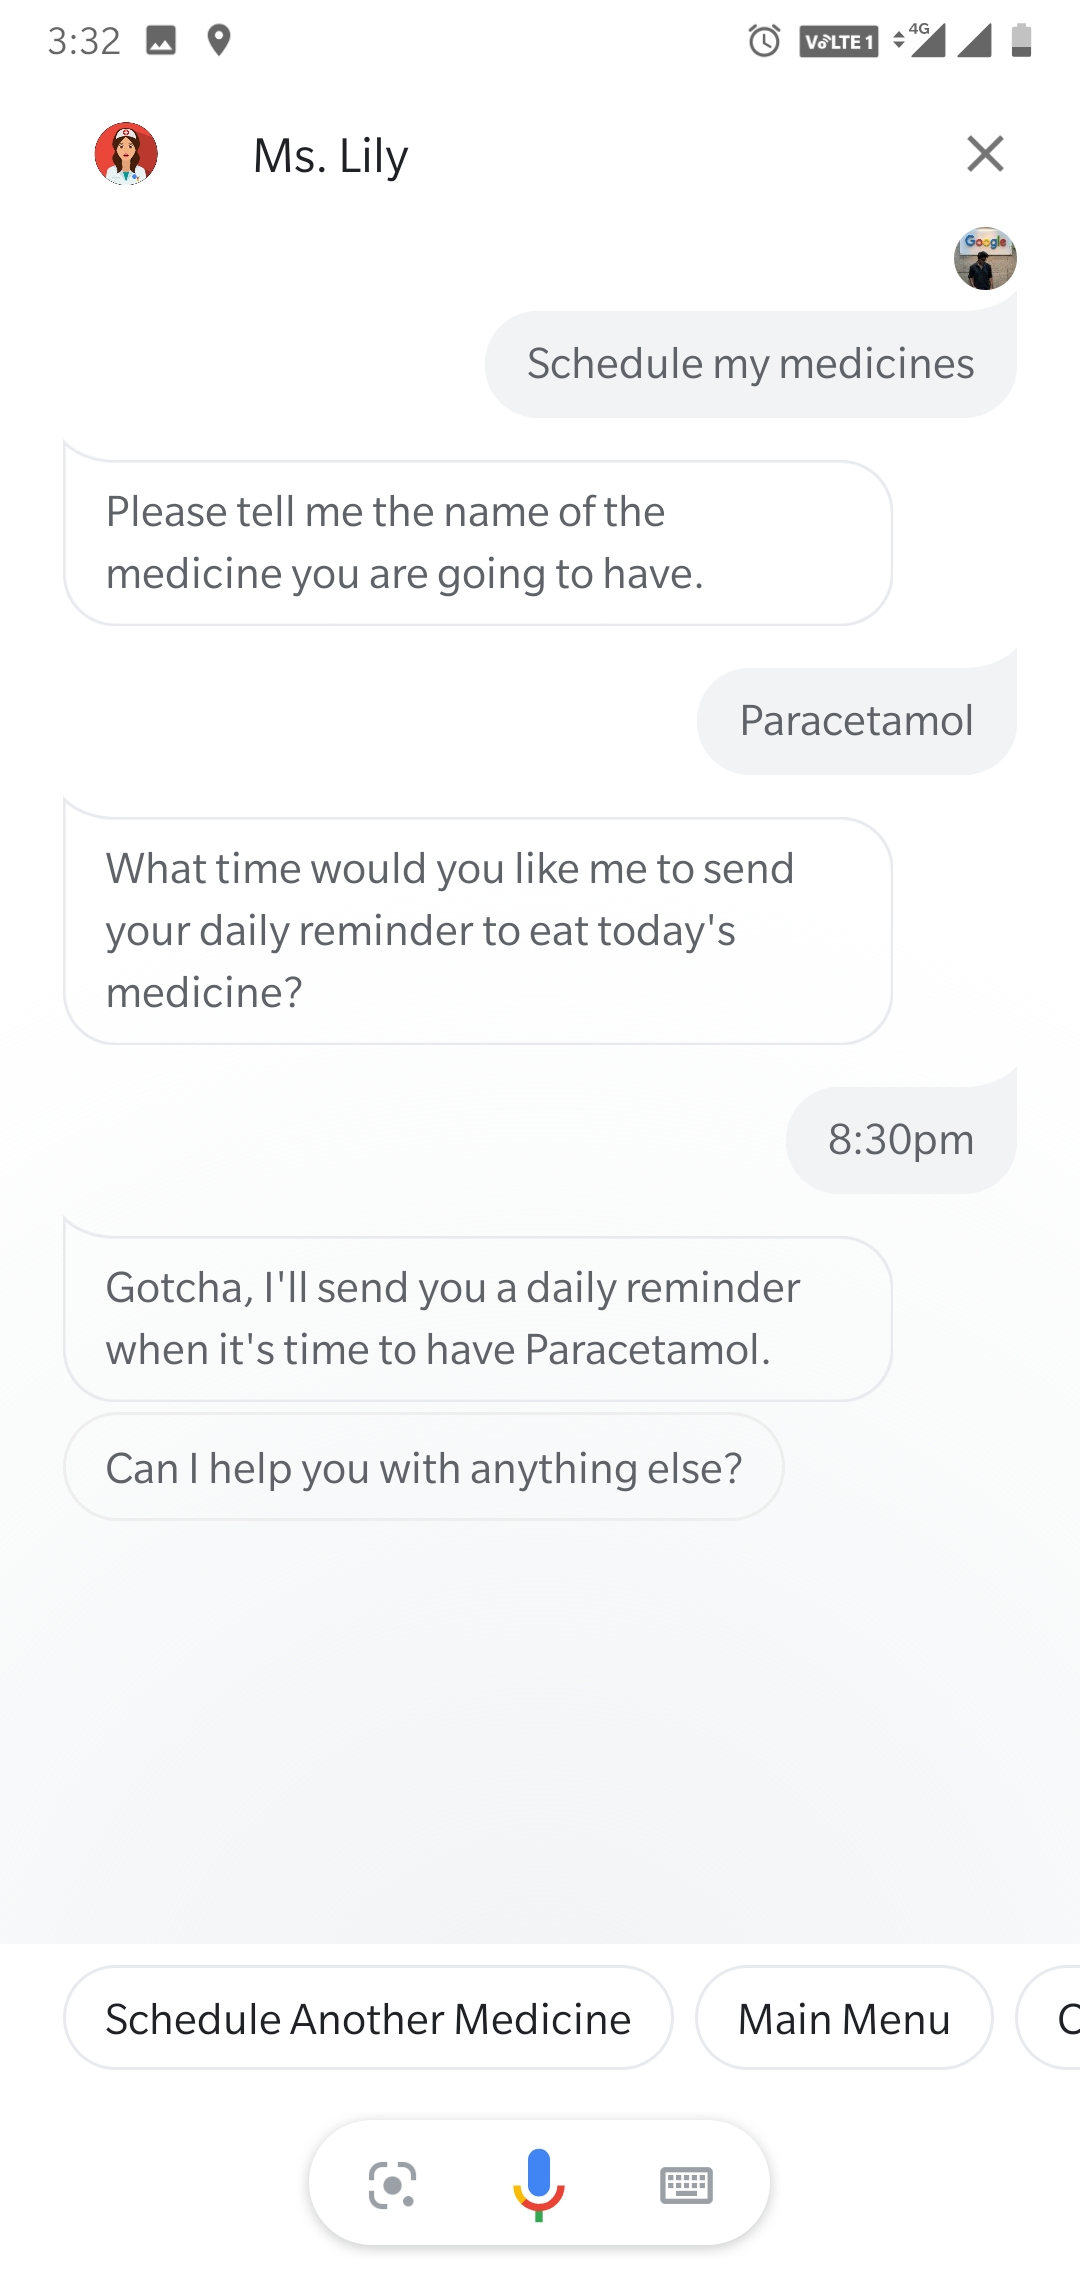 3:32
VoLTE 1
4G
Ms. Lily
Google
Schedule my medicines
Please tell me the name of the
medicine you are going to have.
Paracetamol
What time would you like me to send
your daily reminder to eat today's
medicine?
8:30pm
Gotcha, I'll send you a daily reminder
when it's time to have Paracetamol.
Can I help you with anything else?
Schedule Another Medicine
Main Menu